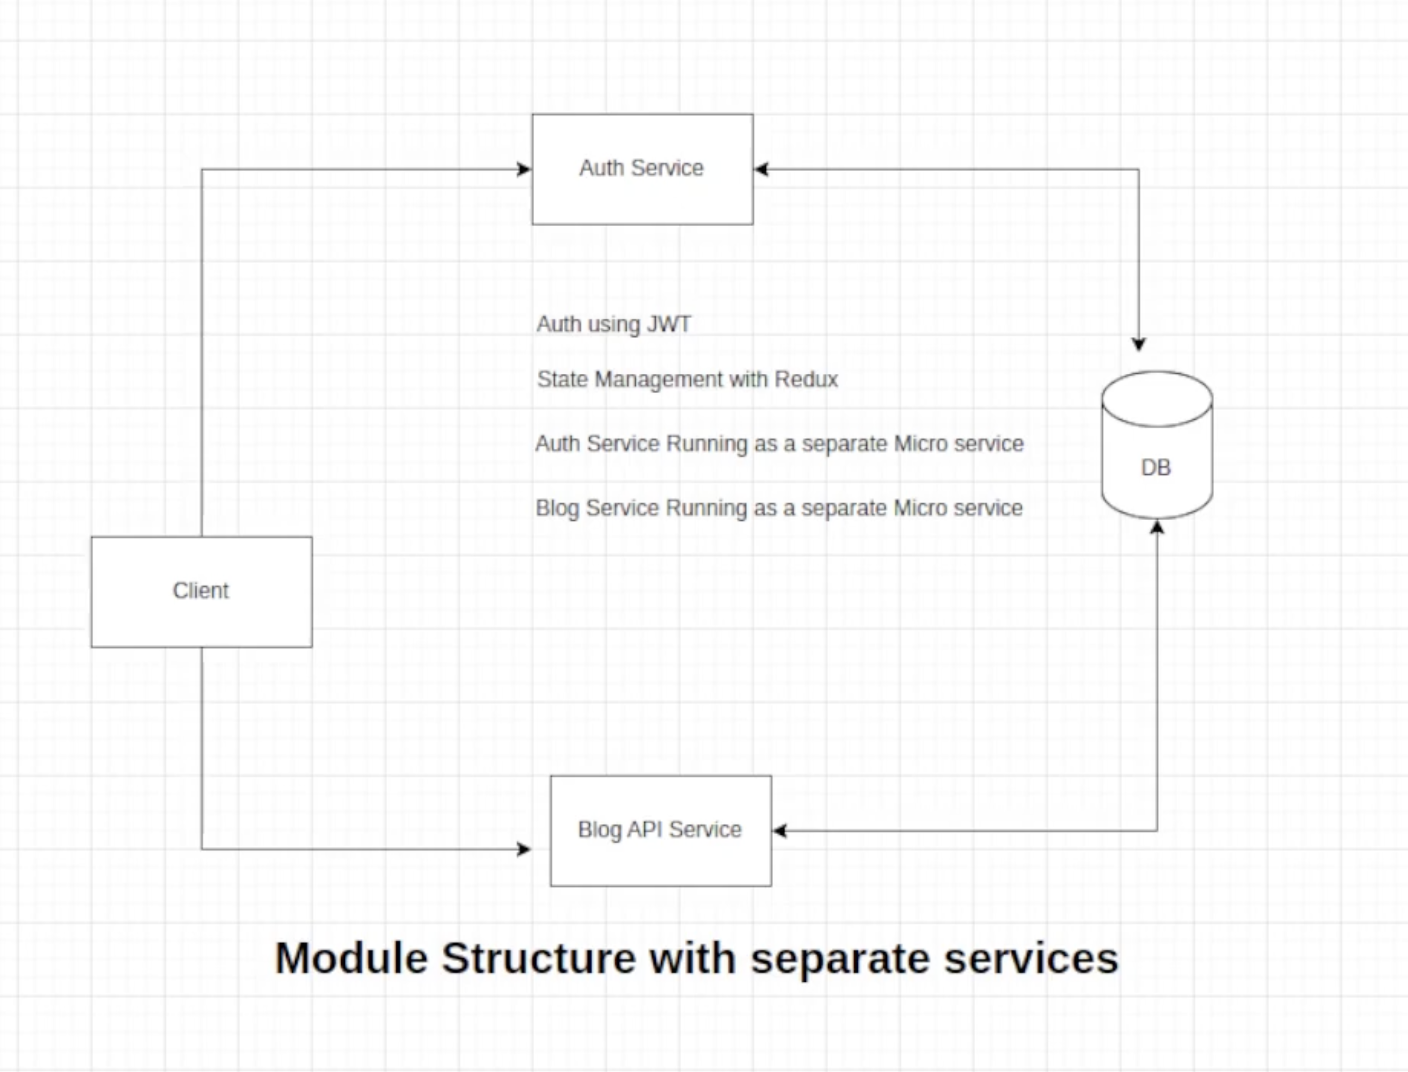 Auth Service
Auth using JWT
State Management with Redux
Auth Service Running as a separate Micro service
DB
Blog Service Running as a separate Micro service
Client
Blog API Service
Module Structure with separate services